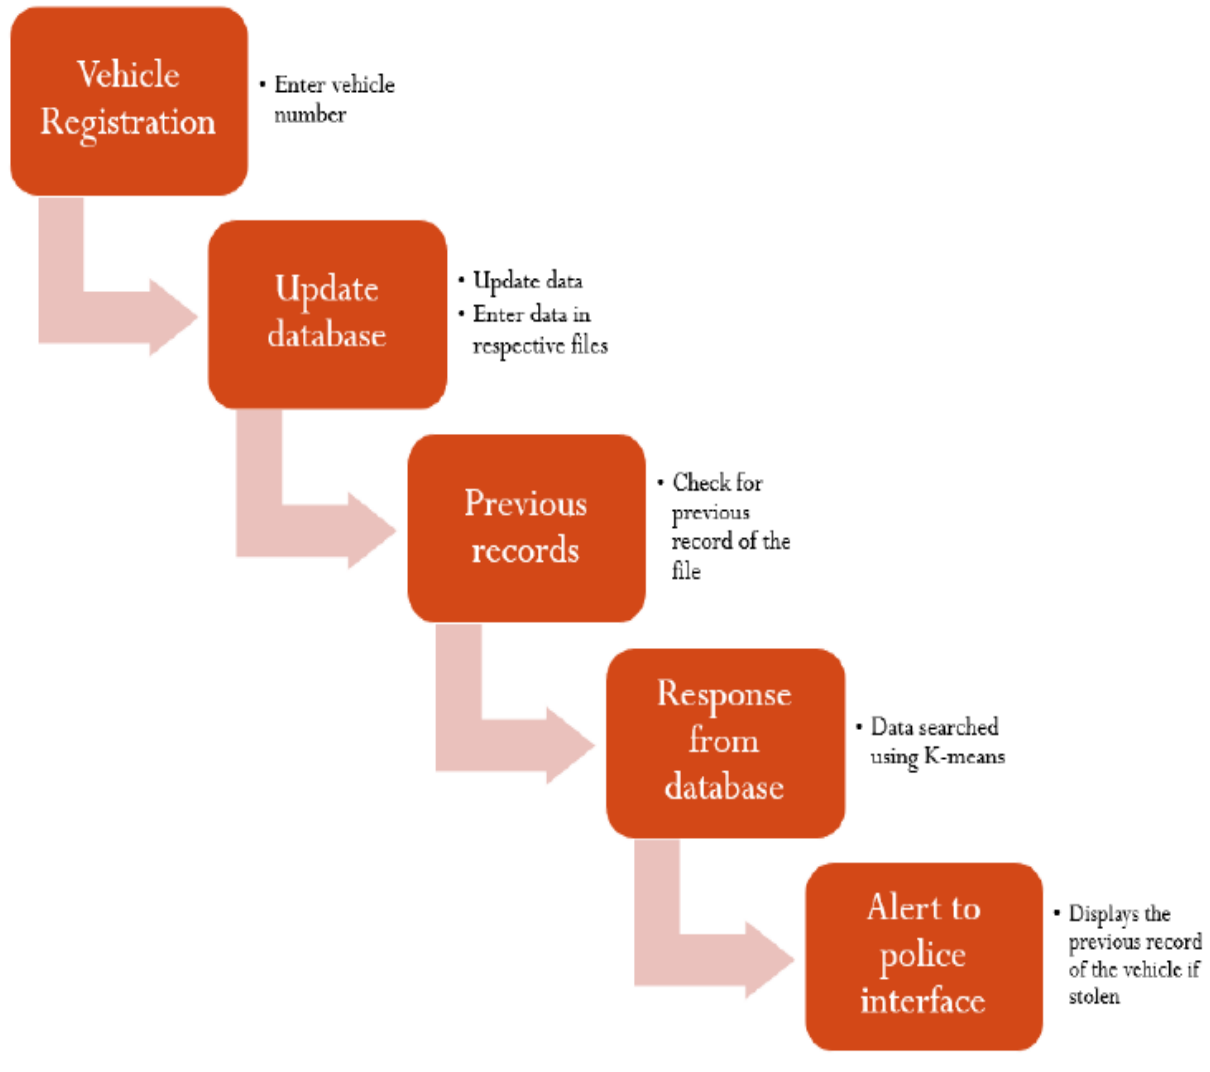 Vehicle
Registration
• Enter vehicle
number
Update
database
• Update data
• Enter data in
respective files
Previous
records
• Check for
previous
record of the
file
Response
from
database
• Data searched
using K-means
Alert to
police
interface
• Displays the
previous record
of the vehicle if
stolen